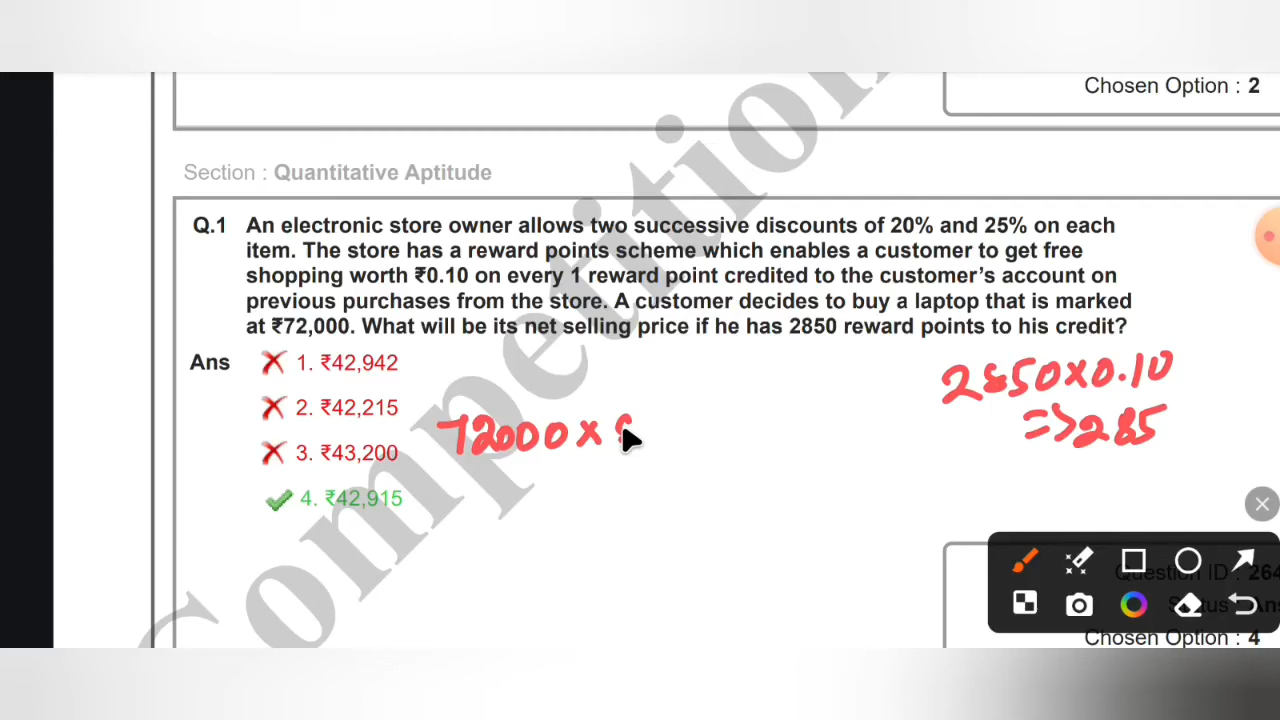 Chosen Option : 2
Section : Quantitative Aptitude
Q.1 An electronic store owner allows two successive discounts of 20% and 25% on each
item. The store has a reward points scheme which enables a customer to get free
shopping worth ₹0.10 on every 1 reward point credited to the customer's account on
previous purchases from the store. A customer decides to buy a laptop that is marked
at ₹72,000. What will be its net selling price if he has 2850 reward points to his credit?
Ans 1. ₹42,942
2. ₹42,215
3. ₹43,200
4. ₹42,915
2850×0.10
=>285
72000×
Competition
Question ID : 264
Chosen Option : 4